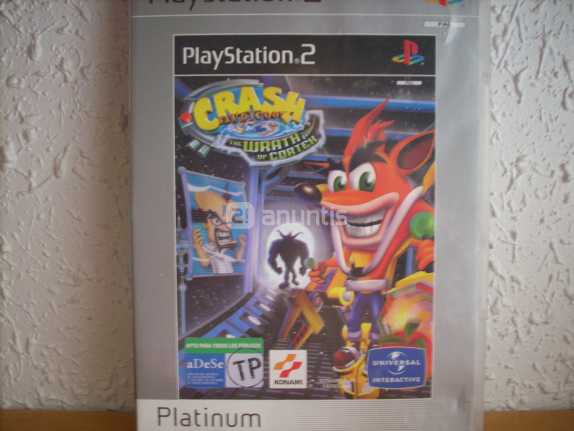 PlayStation 2
PlayStation 2
CRASH
BANDICOOT
THE WRATH
OF CORTEX
anuntis
APTO PARA TODOS LOS PÚBLICOS
aDeSe
TP
KONAMI
UNIVERSAL
INTERACTIVE
Platinum